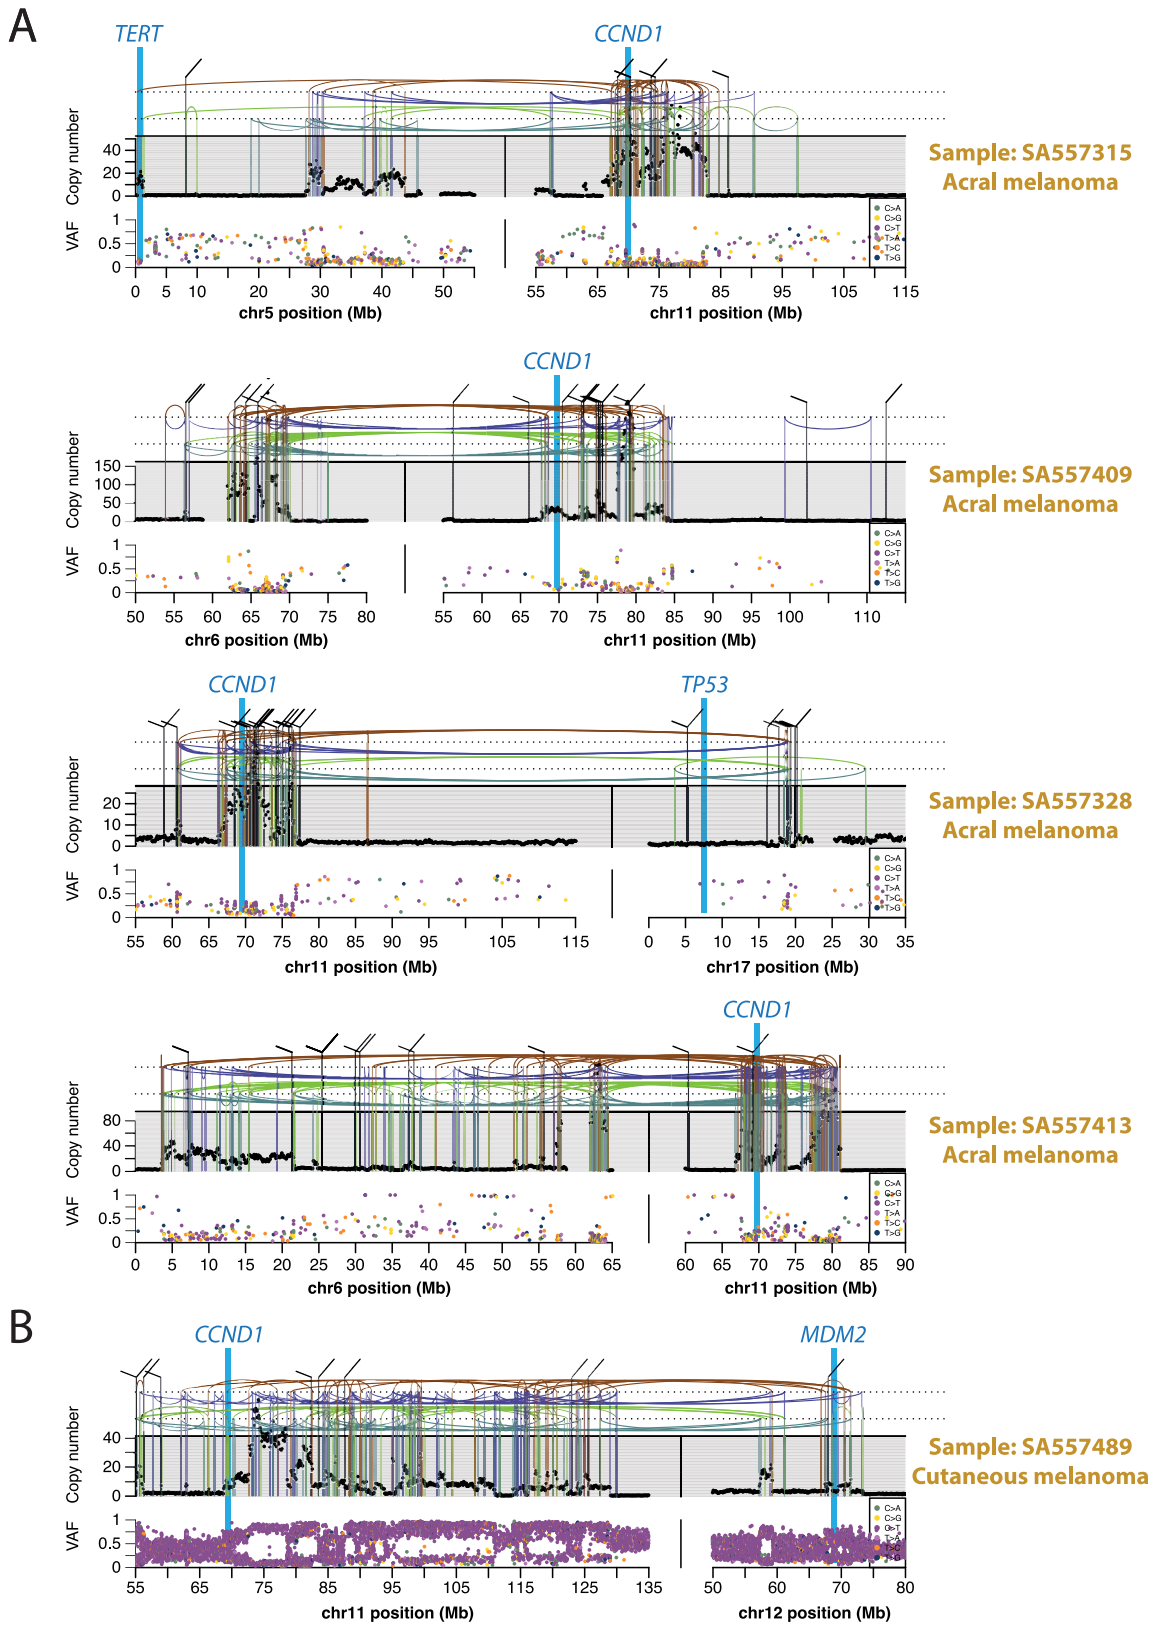 A
TERT
CCND1
Copy number
40
20
0
VAF
1
0.5
0
C>A
C>G
C>T
T>A
T>C
T>G
0 5 10 20 30 40 50
55 65 75 85 95 105 115
chr5 position (Mb)
chr11 position (Mb)
Sample: SA557315
Acral melanoma
CCND1
Copy number
150
100
50
0
VAF
1
0.5
0
C>A
C>G
C>T
T>A
T>C
T>G
50 55 60 65 70 75 80
55 60 65 70 75 80 85 90 100 110
chr6 position (Mb)
chr11 position (Mb)
Sample: SA557409
Acral melanoma
CCND1
TP53
Copy number
20
10
0
VAF
1
0.5
0
C>A
C>G
C>T
T>A
T>C
T>G
55 60 65 70 75 80 85 90 95 105 115
0 5 10 15 20 25 30 35
chr11 position (Mb)
chr17 position (Mb)
Sample: SA557328
Acral melanoma
CCND1
Copy number
80
40
0
VAF
1
0.5
0
C>A
C>G
C>T
T>A
T>C
T>G
0 5 10 15 20 25 30 35 40 45 50 55 60 65
60 65 70 75 80 85 90
chr6 position (Mb)
chr11 position (Mb)
Sample: SA557413
Acral melanoma
B
CCND1
MDM2
Copy number
40
20
0
VAF
1
0.5
0
C>A
C>G
C>T
T>A
T>C
T>G
55 65 75 85 95 105 115 125 135
50 60 70 80
chr11 position (Mb)
chr12 position (Mb)
Sample: SA557489
Cutaneous melanoma